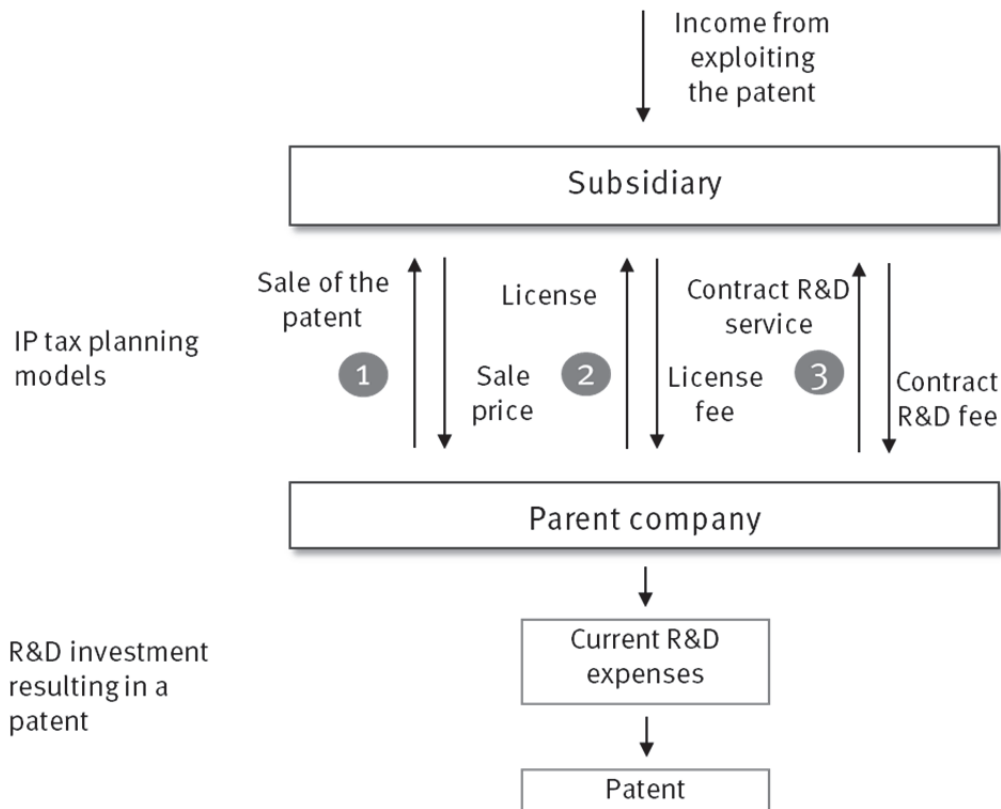 Income from
exploiting
the patent
Subsidiary
IP tax planning
models
Sale of the
patent
1
Sale
price
License
2
License
fee
Contract R&D
service
3
Contract
R&D fee
Parent company
R&D investment
resulting in a
patent
Current R&D
expenses
Patent